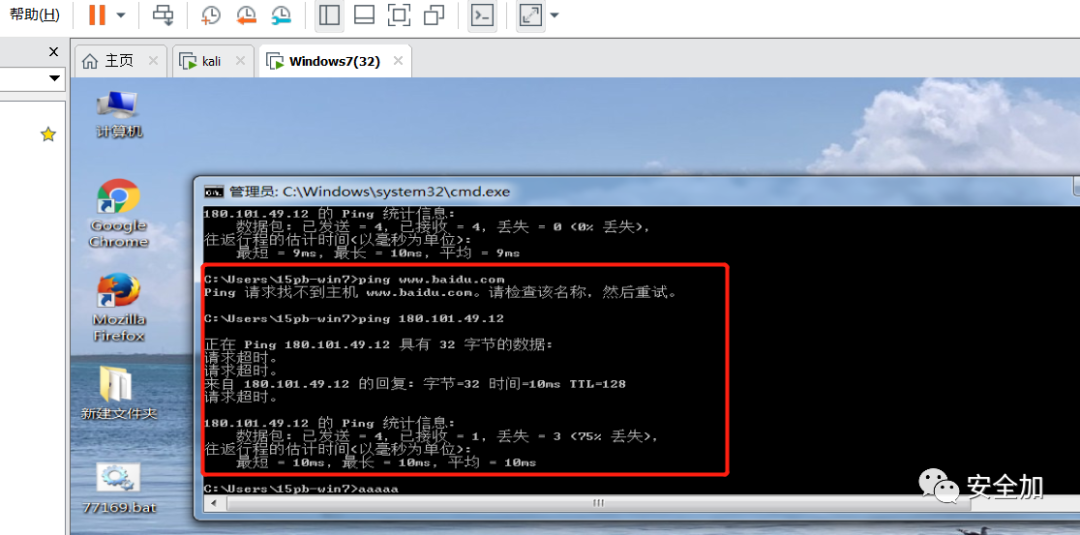 帮助(H)
主页
kali
Windows7(32)
计算机
Google
Chrome
Mozilla
Firefox
新建文件夹
77169.bat
管理员: C:\Windows\system32\cmd.exe
180.101.49.12 的 Ping 统计信息:
数据包: 已发送 = 4，已接收 = 4，丢失 = 0 (0% 丢失)，
往返行程的估计时间(以毫秒为单位):
最短 = 9ms，最长 = 10ms，平均 = 9ms
C:\Users\15pb-win7>ping www.baidu.com
Ping 请求找不到主机 www.baidu.com。请检查该名称，然后重试。
C:\Users\15pb-win7>ping 180.101.49.12
正在 Ping 180.101.49.12 具有 32 字节的数据:
请求超时。
请求超时。
来自 180.101.49.12 的回复: 字节=32 时间=10ms TTL=128
请求超时。
180.101.49.12 的 Ping 统计信息:
数据包: 已发送 = 4，已接收 = 1，丢失 = 3 (75% 丢失)，
往返行程的估计时间(以毫秒为单位):
最短 = 10ms，最长 = 10ms，平均 = 10ms
C:\Users\15pb-win7>aaaaa
安全加